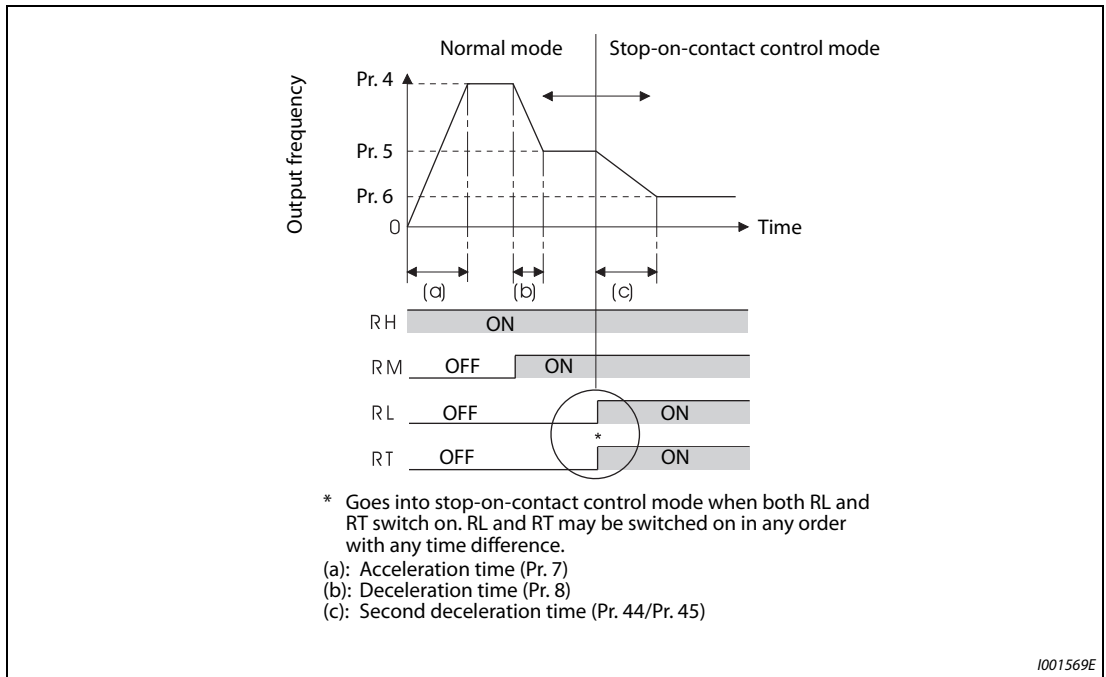 Normal mode
Stop-on-contact control mode
Output frequency
Pr. 4
Pr. 5
Pr. 6
0
Time
(a)
(b)
(c)
RH
ON
RM
OFF
ON
RL
OFF
ON
*
RT
OFF
ON
* Goes into stop-on-contact control mode when both RL and
RT switch on. RL and RT may be switched on in any order
with any time difference.
(a): Acceleration time (Pr. 7)
(b): Deceleration time (Pr. 8)
(c): Second deceleration time (Pr. 44/Pr. 45)
I001569E